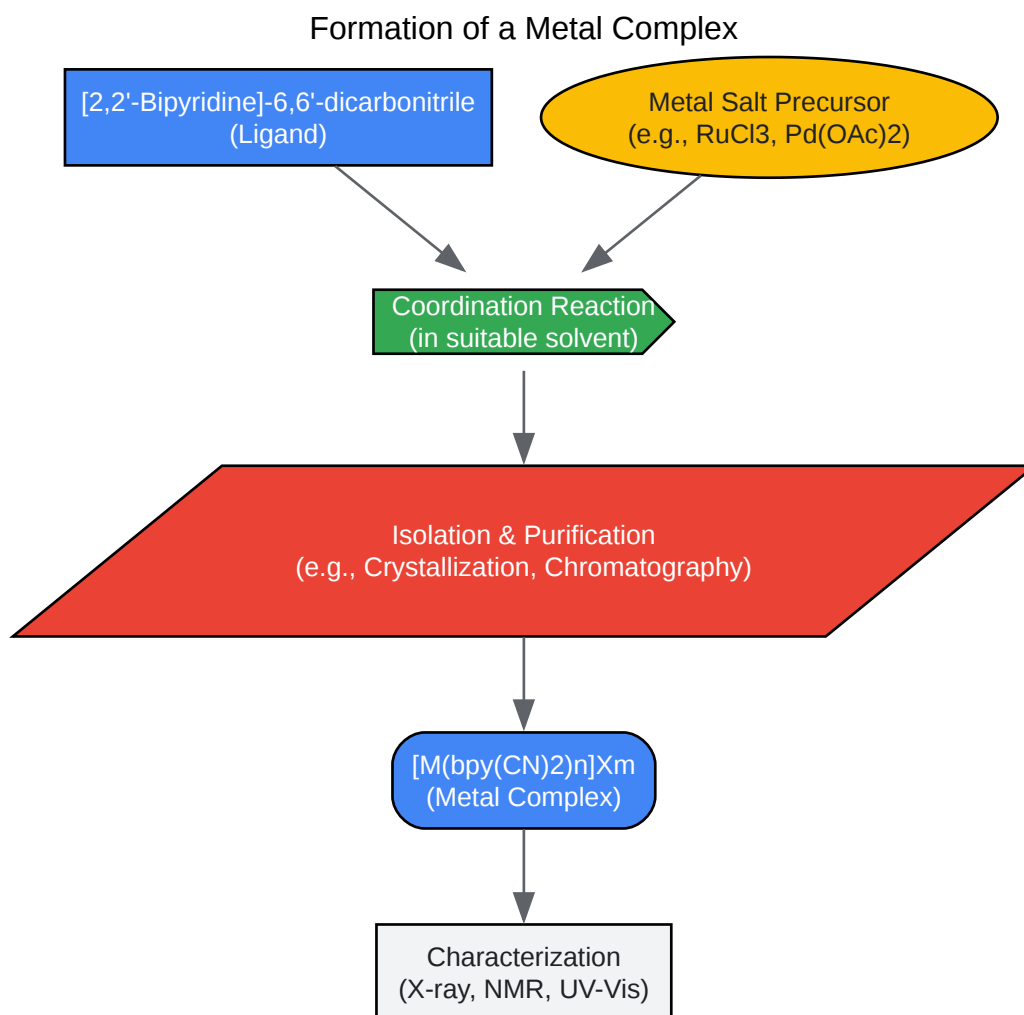 Formation of a Metal Complex
[2,2'-Bipyridine]-6,6'-dicarbonitrile
(Ligand)
Metal Salt Precursor
(e.g., RuCl3, Pd(OAc)2)
Coordination Reaction
(in suitable solvent)
Isolation & Purification
(e.g., Crystallization, Chromatography)
[M(bpy(CN)2)n]Xm
(Metal Complex)
Characterization
(X-ray, NMR, UV-Vis)